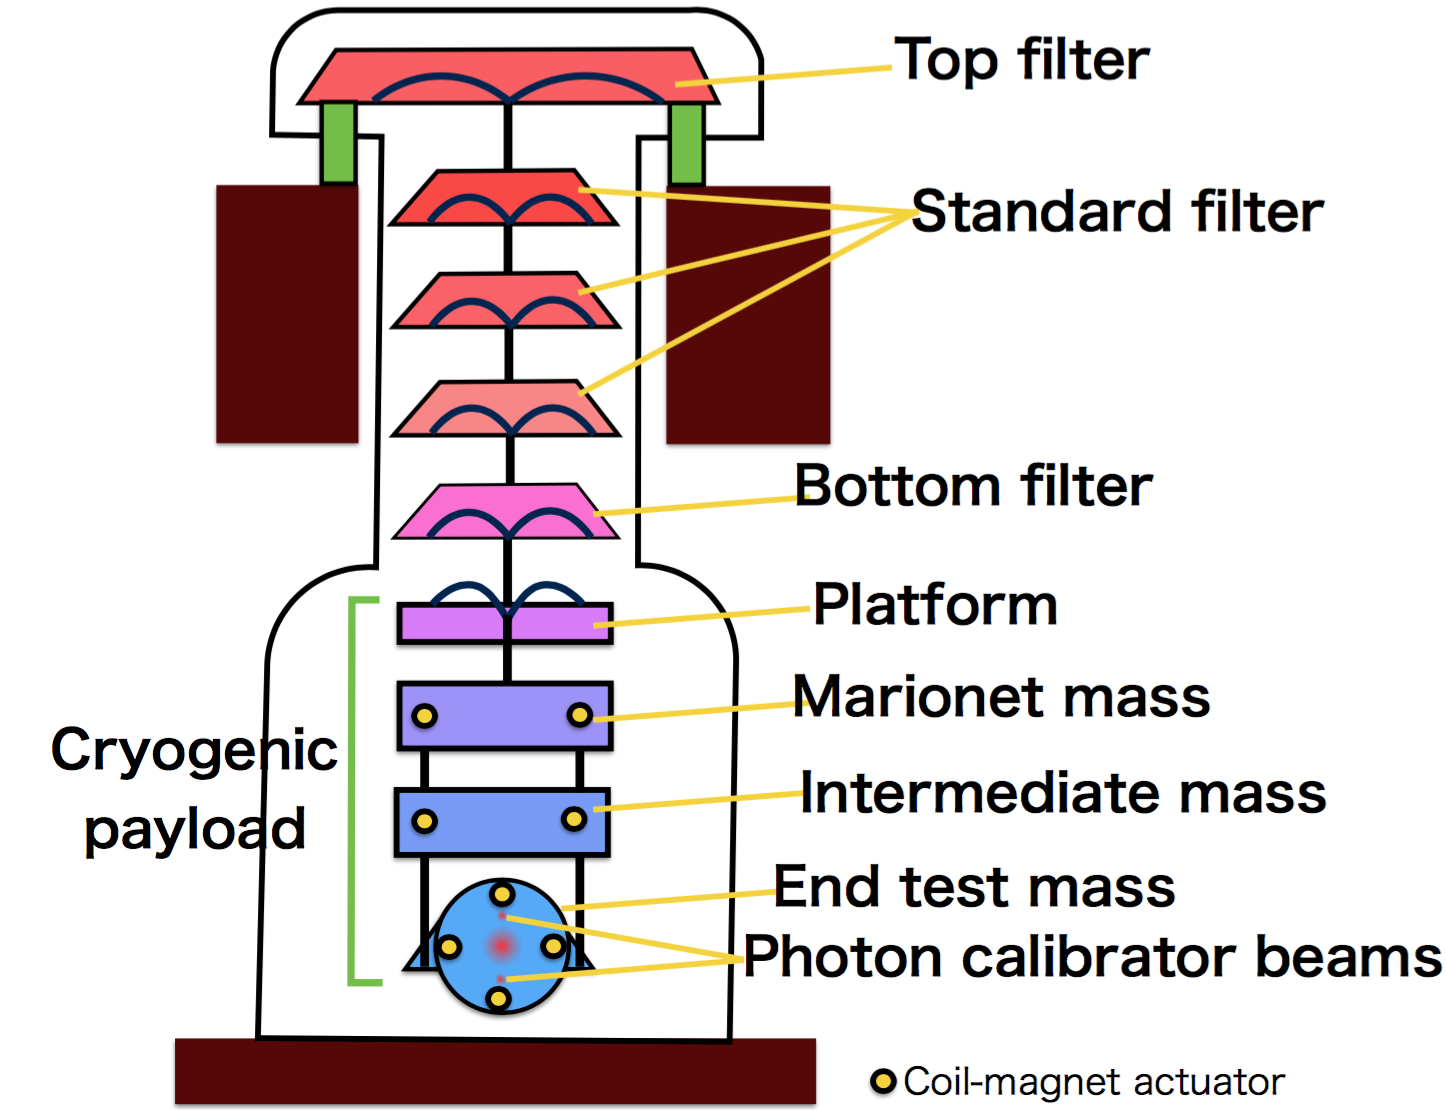 Top filter
Standard filter
Bottom filter
Platform
Marionet mass
Cryogenic
payload
Intermediate mass
End test mass
Photon calibrator beams
Coil-magnet actuator